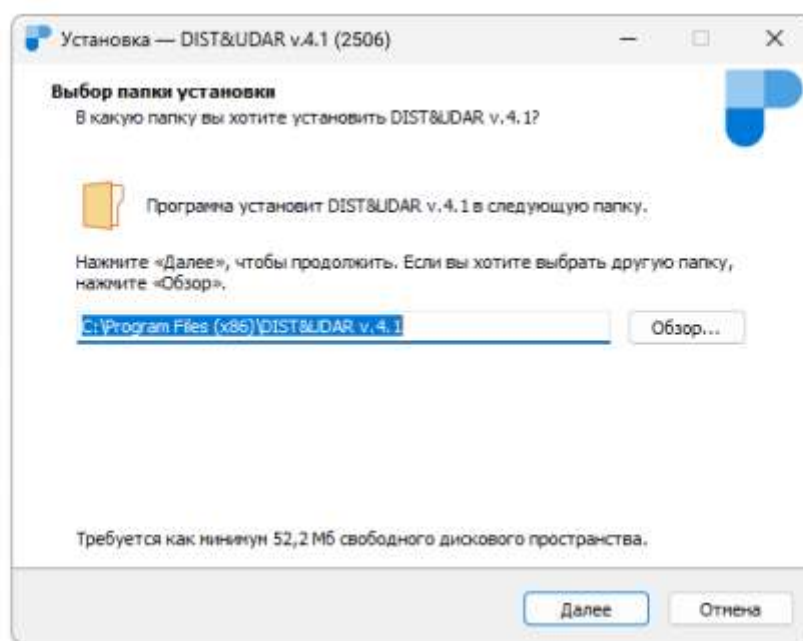 Установка — DIST&UDAR v.4.1 (2506)
Выбор папки установки
В какую папку вы хотите установить DIST&UDAR v.4.1?
Программа установит DIST&UDAR v.4.1 в следующую папку.
Нажмите «Далее», чтобы продолжить. Если вы хотите выбрать другую папку,
нажмите «Обзор».
C:\Program Files (x86)\DIST&UDAR v.4.1
Обзор...
Требуется как минимум 52,2 Мб свободного дискового пространства.
Далее
Отмена